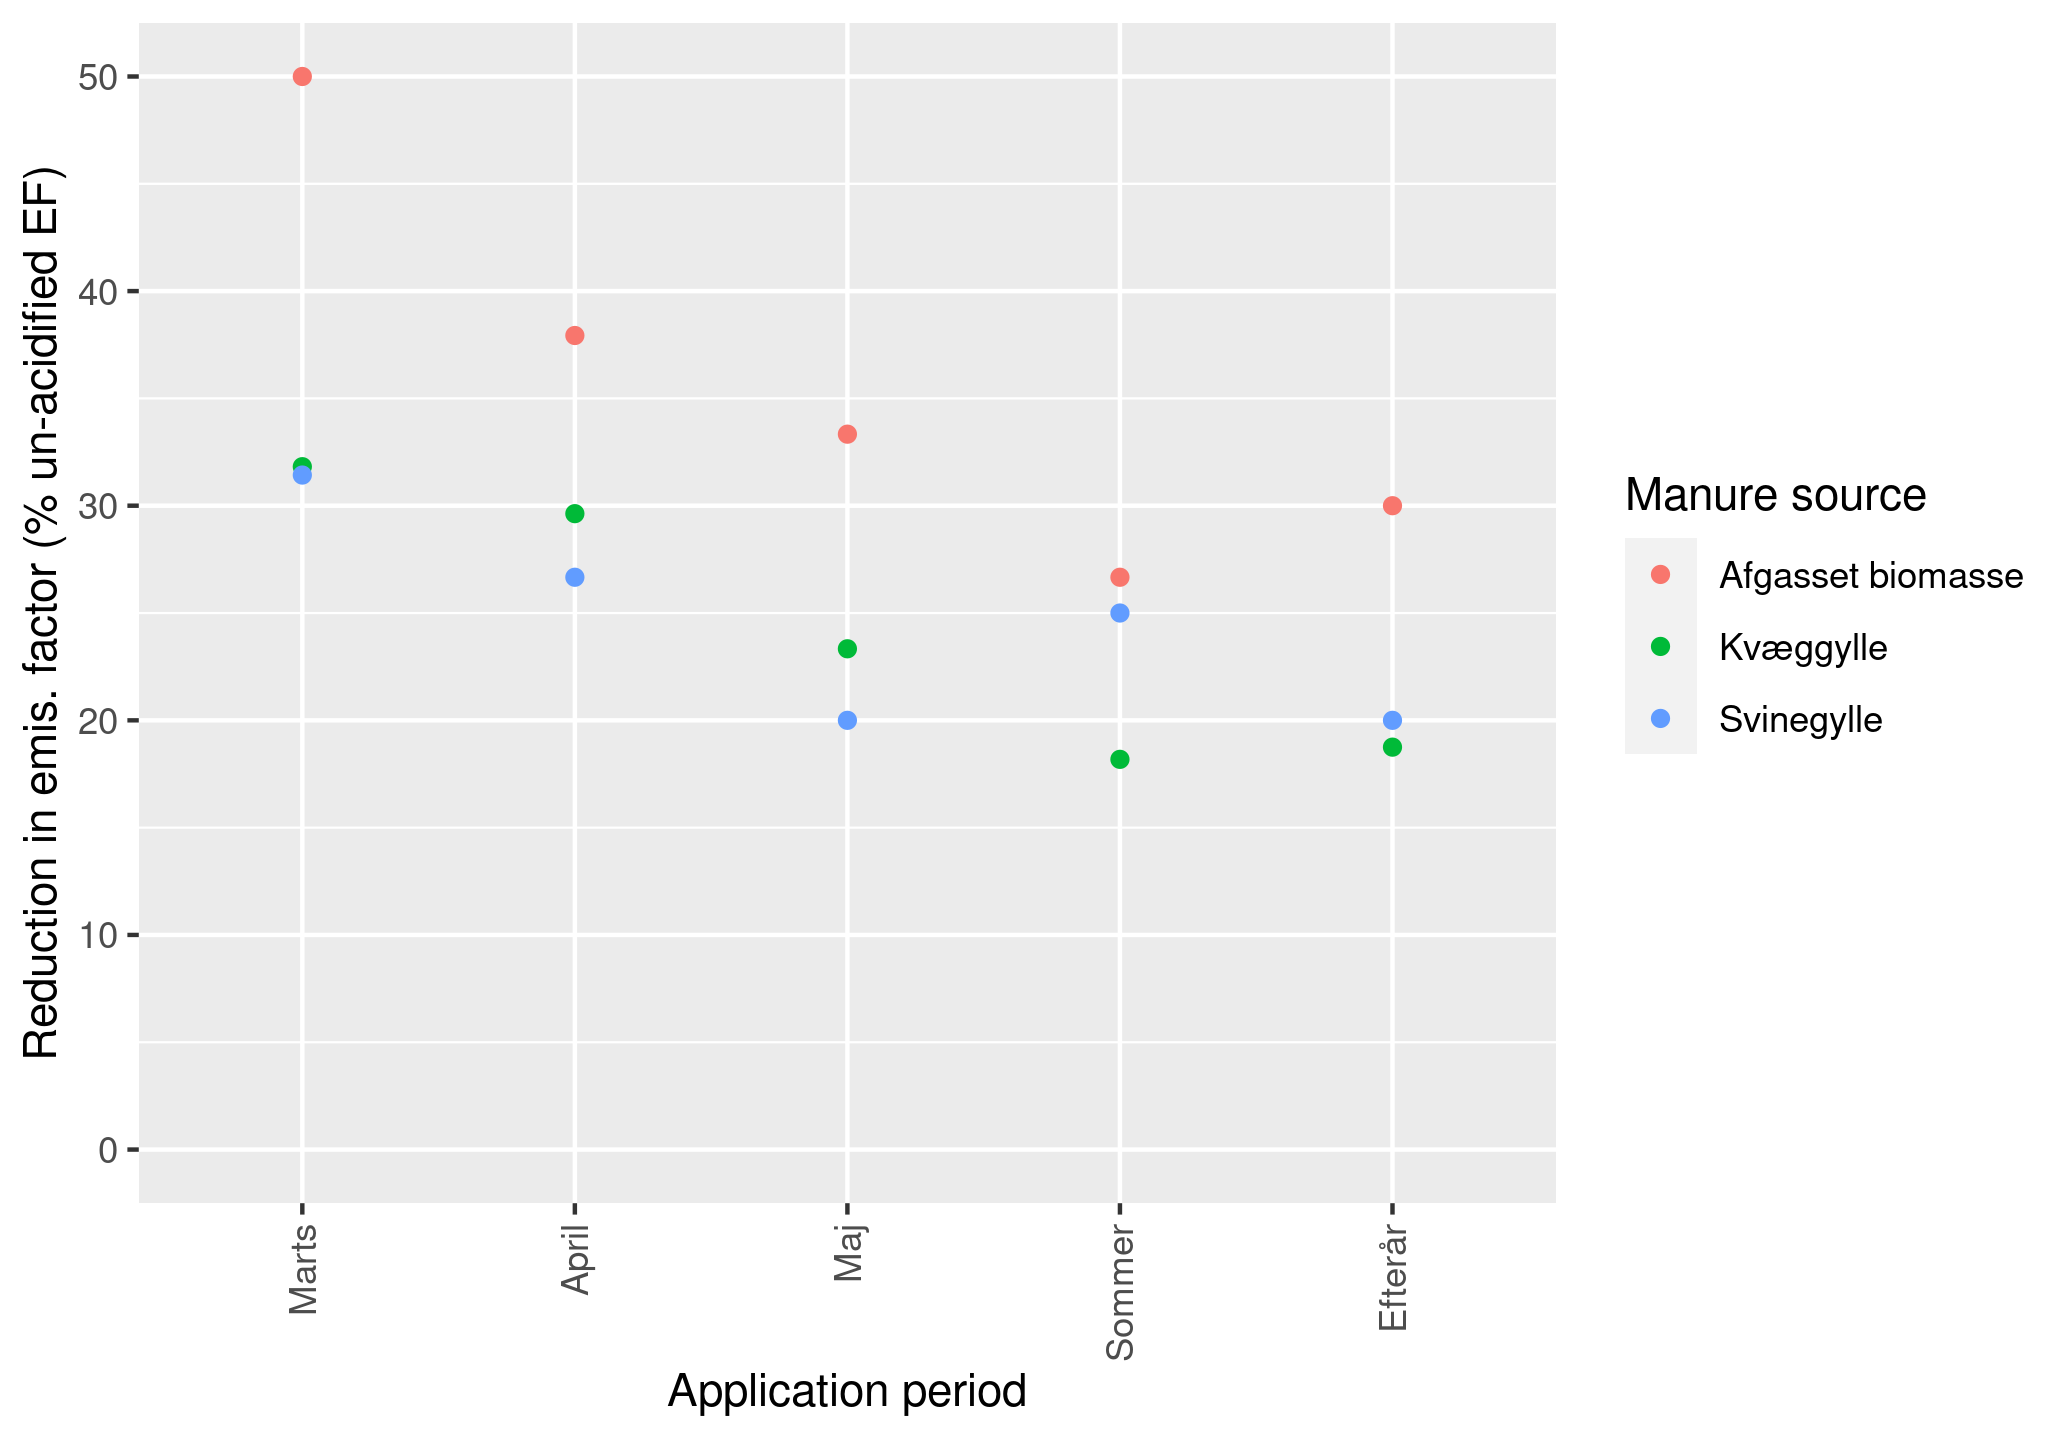 Reduction in emis. factor (% un-acidified EF)
50
40
30
20
10
0
Marts
April
Maj
Sommer
Efterår
Application period
Manure source
Afgasset biomasse
Kvæggylle
Svinegylle